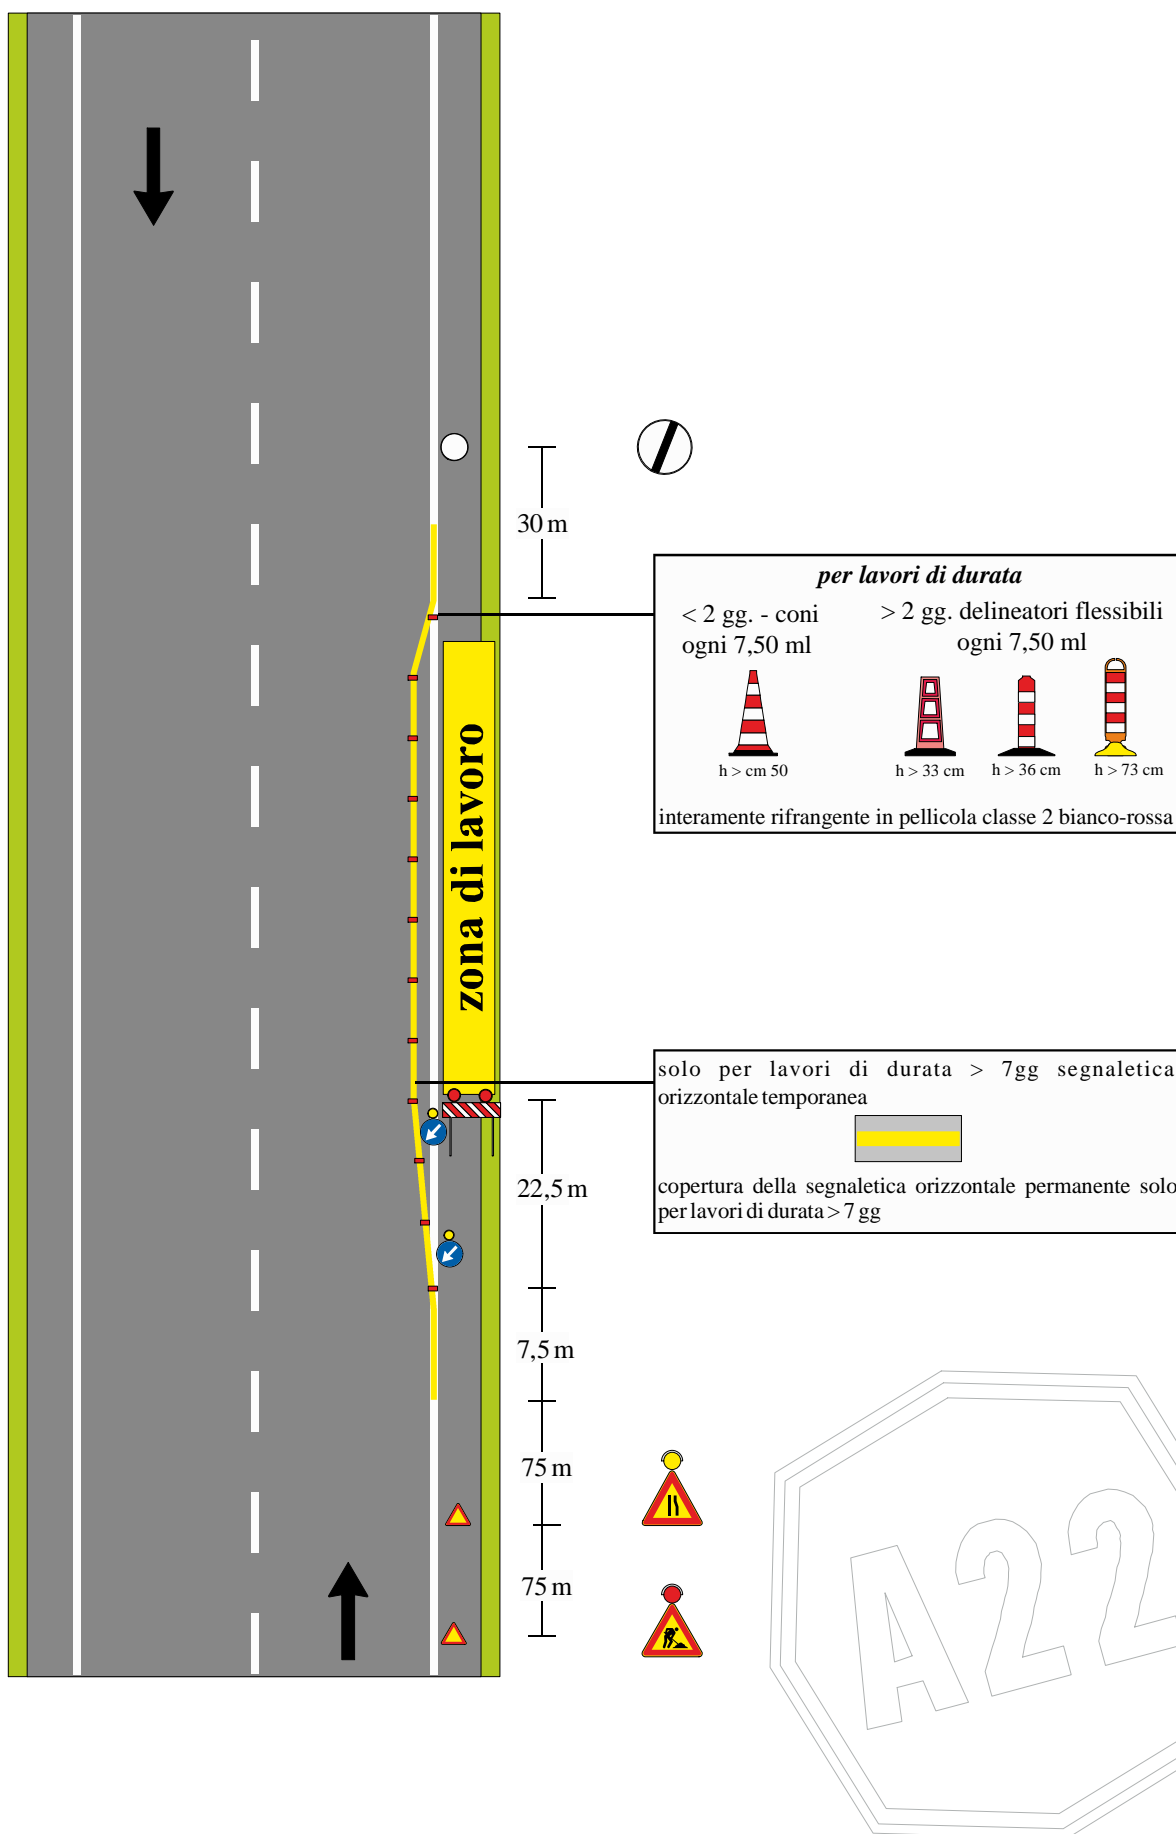 30 m
per lavori di durata
< 2 gg. - coni
ogni 7,50 ml
> 2 gg. delineatori flessibili
ogni 7,50 ml
h > cm 50
h > 33 cm
h > 36 cm
h > 73 cm
interamente rifrangente in pellicola classe 2 bianco-rossa
zona di lavoro
solo per lavori di durata > 7gg segnaletica
orizzontale temporanea
copertura della segnaletica orizzontale permanente solo
per lavori di durata > 7 gg
22,5 m
7,5 m
75 m
75 m
A22